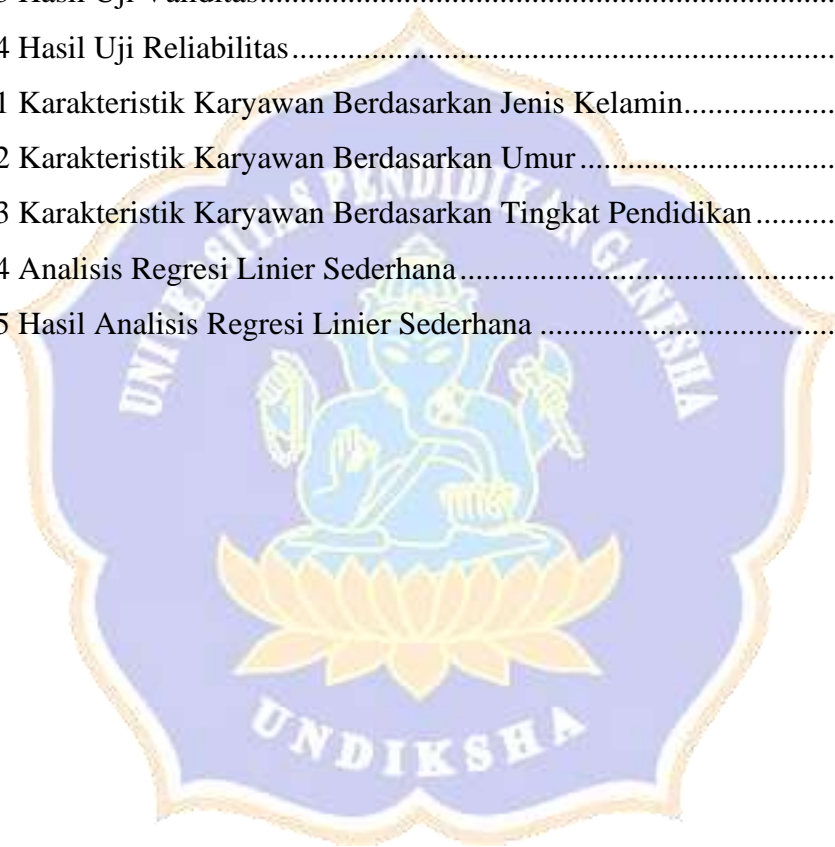 3 Hasil Uji Validitas..............................
4 Hasil Uji Reliabilitas..............................
1 Karakteristik Karyawan Berdasarkan Jenis Kelamin..............................
2 Karakteristik Karyawan Berdasarkan Umur..............................
3 Karakteristik Karyawan Berdasarkan Tingkat Pendidikan..............................
4 Analisis Regresi Linier Sederhana..............................
5 Hasil Analisis Regresi Linier Sederhana..............................
UNIVERSITAS PENDIDIKAN GANESHA
UNDIKSHA